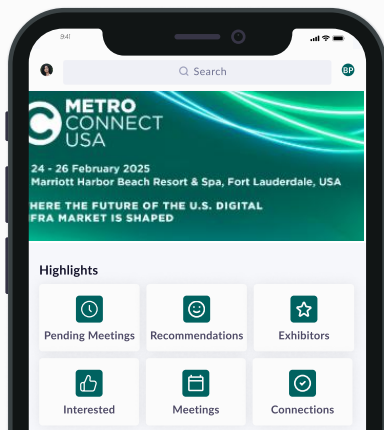 9:41
Search
BP
METRO
CONNECT
USA
24 - 26 February 2025
Marriott Harbor Beach Resort & Spa, Fort Lauderdale, USA
HERE THE FUTURE OF THE U.S. DIGITAL
FRA MARKET IS SHAPED
Highlights
Pending Meetings
Recommendations
Exhibitors
Interested
Meetings
Connections